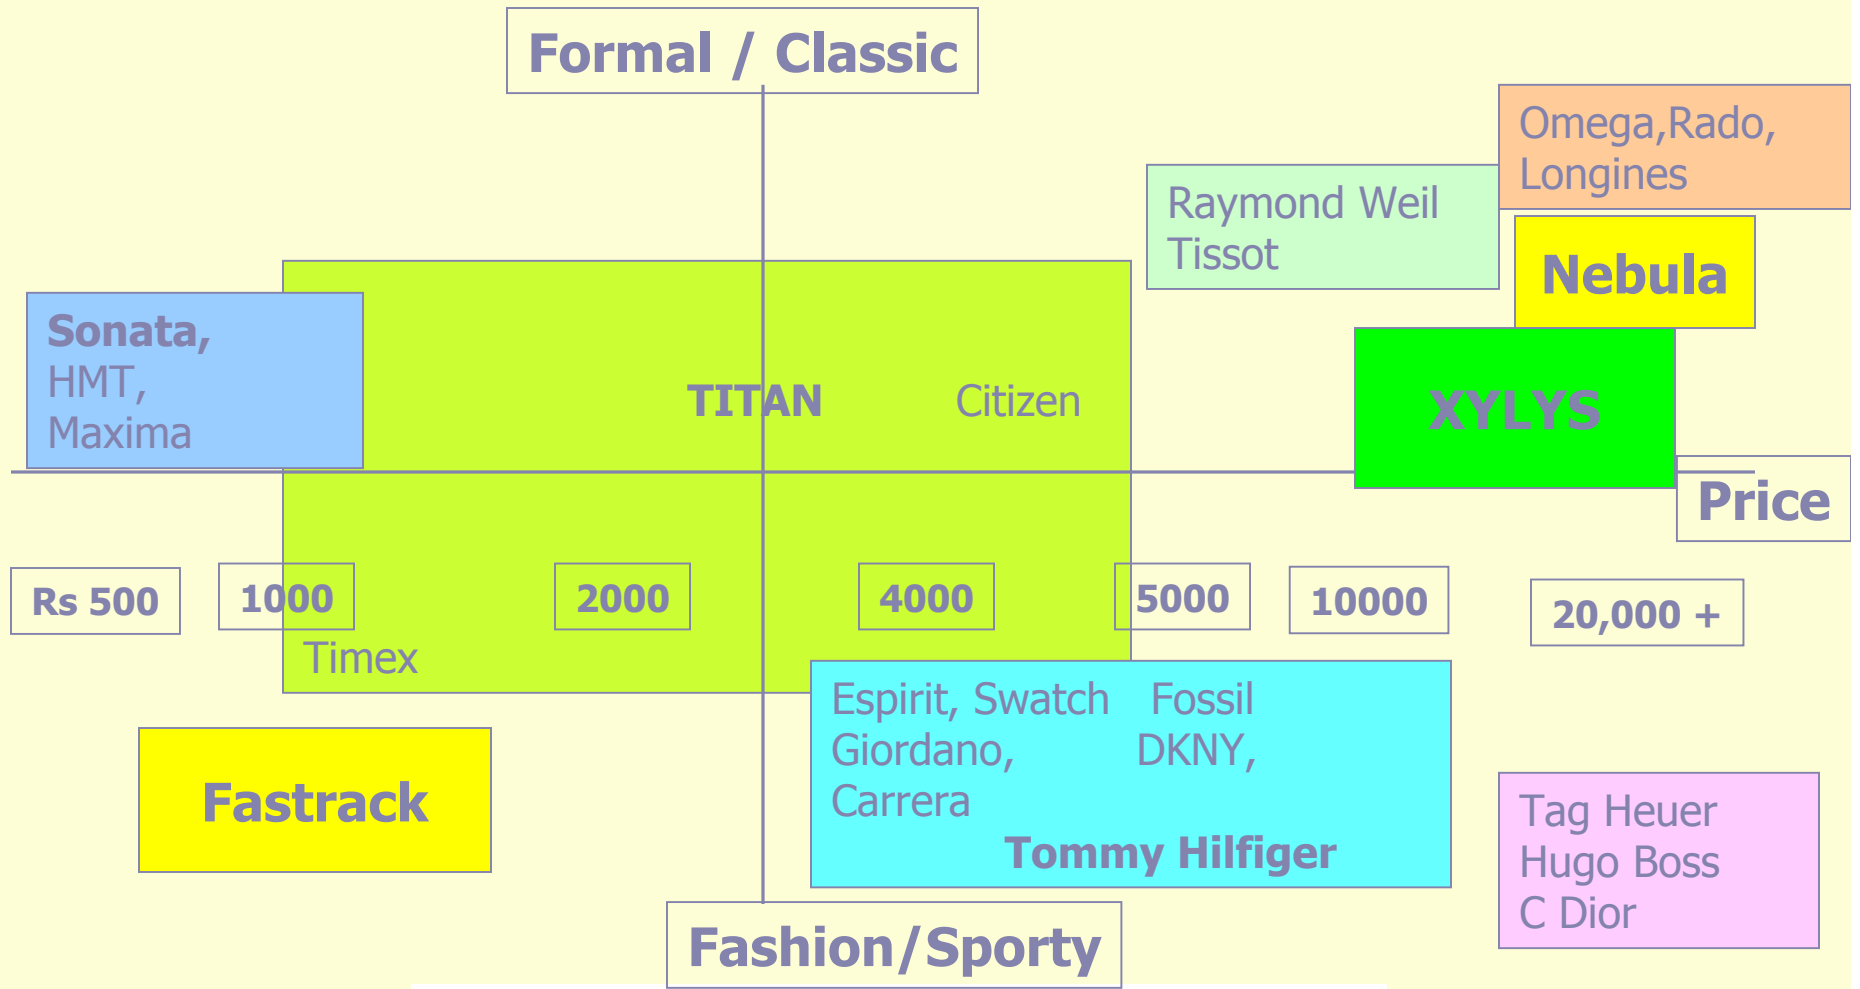 Formal / Classic
Omega,Rado,
Longines
Raymond Weil
Tissot
Nebula
Sonata,
HMT,
Maxima
TITAN
Citizen
XYLYS
Price
Rs 500
1000
2000
4000
5000
10000
20,000 +
Timex
Espirit, Swatch Fossil
Giordano, DKNY,
Carrera
Tommy Hilfiger
Fastrack
Tag Heuer
Hugo Boss
C Dior
Fashion/Sporty